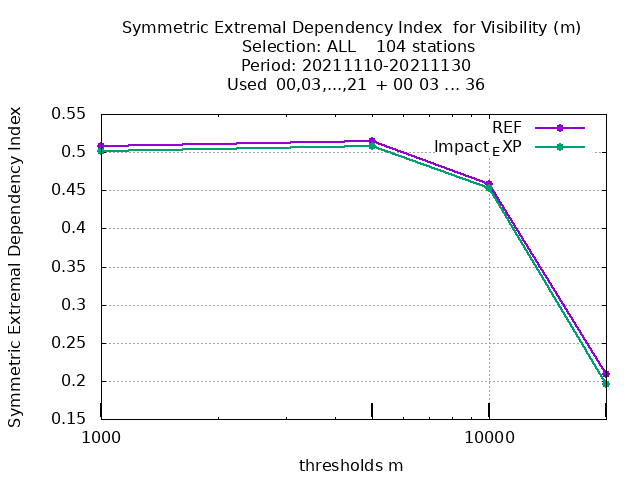 Symmetric Extremal Dependency Index for Visibility (m)
Selection: ALL 104 stations
Period: 20211110-20211130
Used 00,03,...,21 + 00 03 ... 36
Symmetric Extremal Dependency Index
0.55
0.5
0.45
0.4
0.35
0.3
0.25
0.2
0.15
REF
Impact_EXP
1000
10000
thresholds m